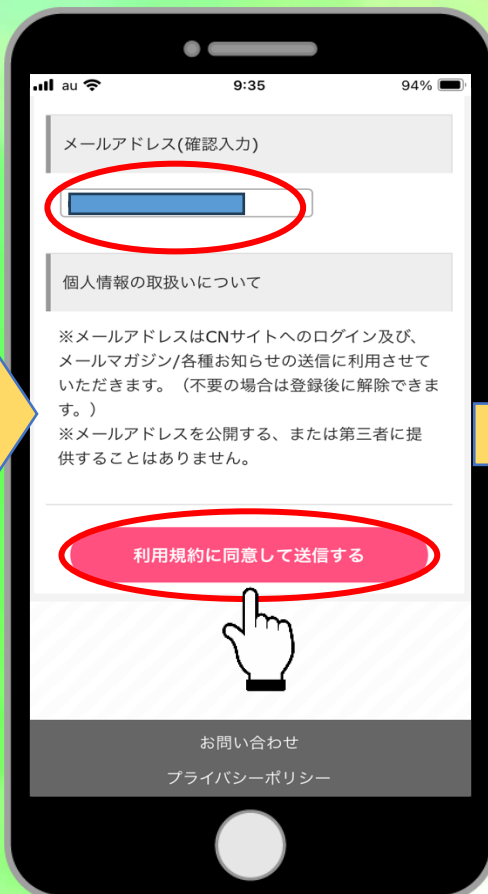 au 9:35 94%
メールアドレス(確認入力)
個人情報の取扱いについて
※メールアドレスはCNサイトへのログイン及び、
メールマガジン/各種お知らせの送信に利用させて
いただきます。（不要の場合は登録後に解除できま
す。）
※メールアドレスを公開する、または第三者に提
供することはありません。
利用規約に同意して送信する
お問い合わせ
プライバシーポリシー